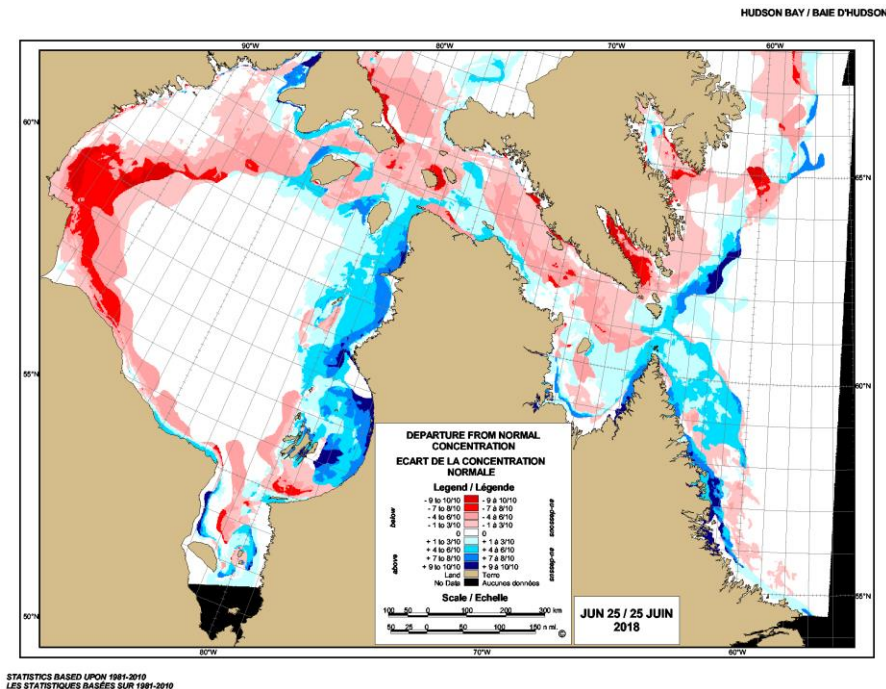 HUDSON BAY / BAIE D'HUDSON
90°W 80°W 70°W 60°W
60°N
65°N
55°N
60°N
50°N
55°N
80°W 70°W 60°W
DEPARTURE FROM NORMAL
CONCENTRATION
ECART DE LA CONCENTRATION
NORMALE
Legend / Légende
below
au-dessous
- 9 to 10/10 - 9 à 10/10
- 7 to 8/10 - 7 à 8/10
- 4 to 6/10 - 4 à 6/10
- 1 to 3/10 - 1 à 3/10
0 0
above
au-dessus
+ 1 to 3/10 + 1 à 3/10
+ 4 to 6/10 + 4 à 6/10
+ 7 to 8/10 + 7 à 8/10
+ 9 to 10/10 + 9 à 10/10
Land Terre
No Data Aucunes données
Scale / Echelle
100 50 0 100 200 300 km
50 25 0 50 100 150 n mi.
©
JUN 25 / 25 JUIN
2018
STATISTICS BASED UPON 1981-2010
LES STATISTIQUES BASÉES SUR 1981-2010